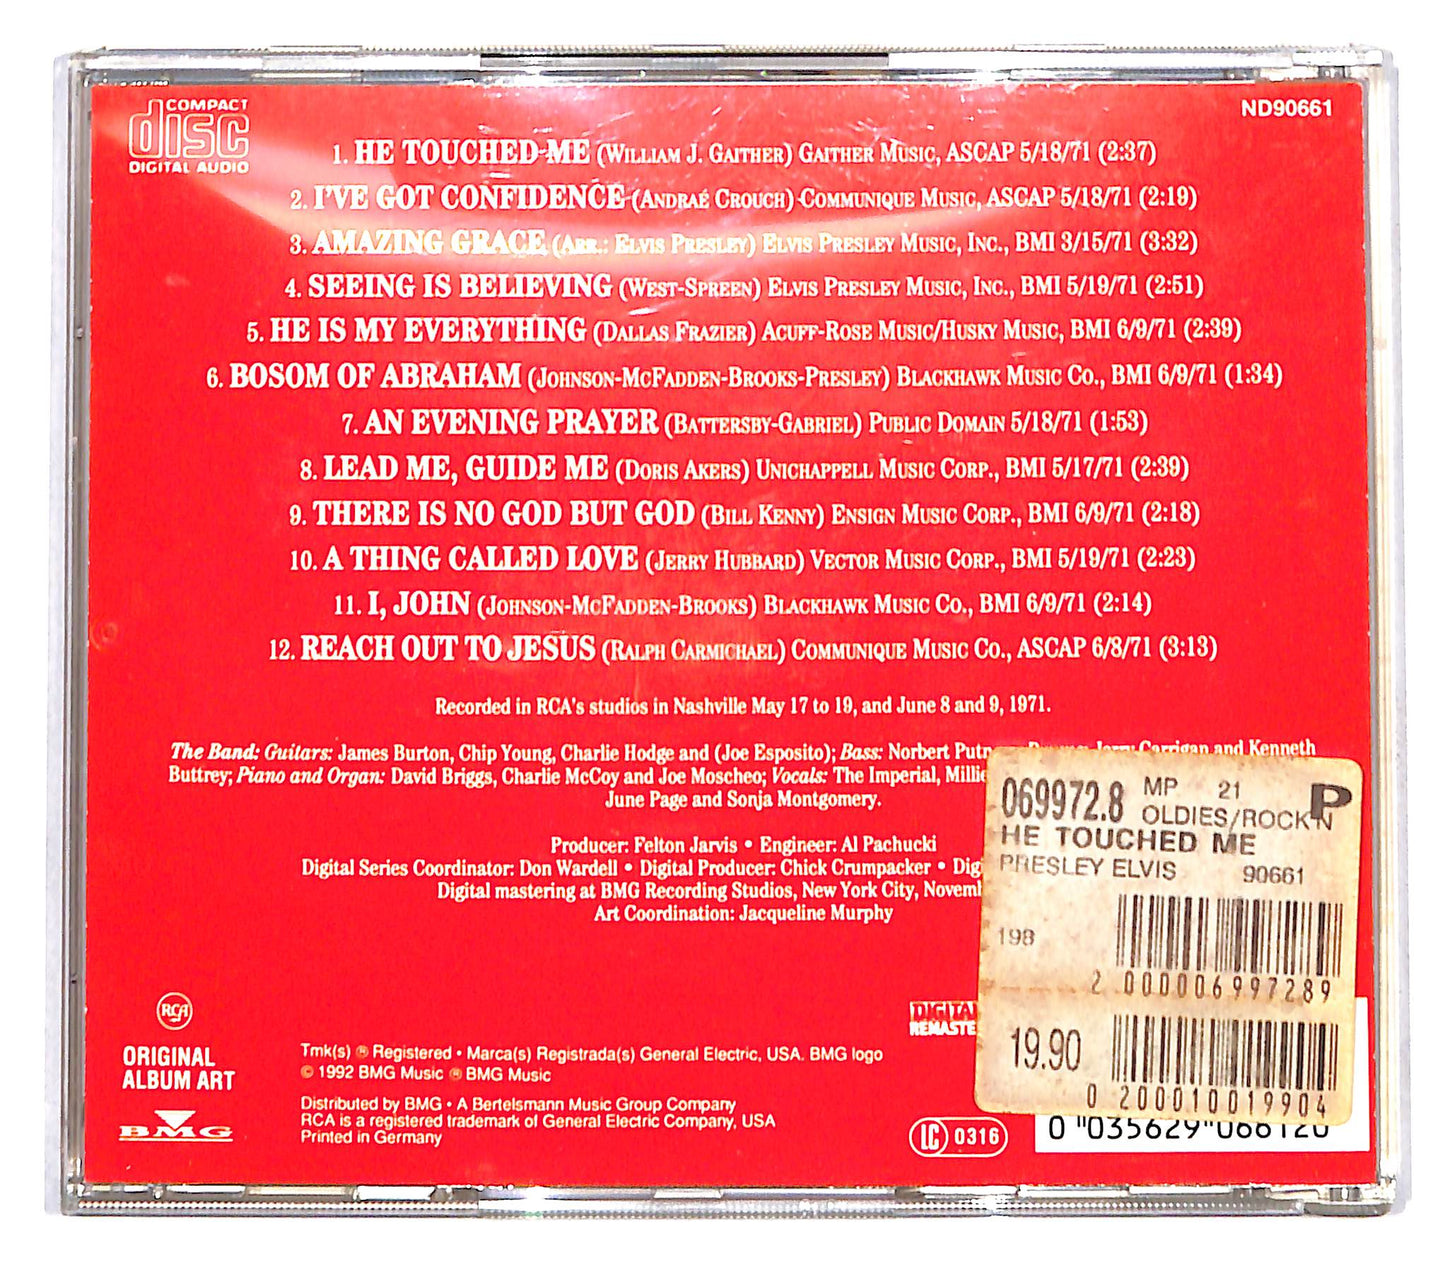 COMPACT
disc
DIGITAL AUDIO
ND90661
1. HE TOUCHED ME (WILLIAM J. GAITHER) GAITHER MUSIC, ASCAP 5/18/71 (2:37)
2. I'VE GOT CONFIDENCE (ANDRAÉ CROUCH) COMMUNIQUE MUSIC, ASCAP 5/18/71 (2:19)
3. AMAZING GRACE (ARR.: ELVIS PRESLEY) ELVIS PRESLEY MUSIC, INC., BMI 3/15/71 (3:32)
4. SEEING IS BELIEVING (WEST-SPREEN) ELVIS PRESLEY MUSIC, INC., BMI 5/19/71 (2:51)
5. HE IS MY EVERYTHING (DALLAS FRAZIER) ACUFF-ROSE MUSIC/HUSKY MUSIC, BMI 6/9/71 (2:39)
6. BOSOM OF ABRAHAM (JOHNSON-MCFADDEN-BROOKS-PRESLEY) BLACKHAWK MUSIC CO., BMI 6/9/71 (1:34)
7. AN EVENING PRAYER (BATTERSBY-GABRIEL) PUBLIC DOMAIN 5/18/71 (1:53)
8. LEAD ME, GUIDE ME (DORIS AKERS) UNICHAPPELL MUSIC CORP., BMI 5/17/71 (2:39)
9. THERE IS NO GOD BUT GOD (BILL KENNY) ENSIGN MUSIC CORP., BMI 6/9/71 (2:18)
10. A THING CALLED LOVE (JERRY HUBBARD) VECTOR MUSIC CORP., BMI 5/19/71 (2:23)
11. I, JOHN (JOHNSON-MCFADDEN-BROOKS) BLACKHAWK MUSIC CO., BMI 6/9/71 (2:14)
12. REACH OUT TO JESUS (RALPH CARMICHAEL) COMMUNIQUE MUSIC CO., ASCAP 6/8/71 (3:13)
Recorded in RCA's studios in Nashville May 17 to 19, and June 8 and 9, 1971.
The Band: Guitars: James Burton, Chip Young, Charlie Hodge and (Joe Esposito); Bass: Norbert Jerry Carrigan and Kenneth
Buttrey; Piano and Organ: David Briggs, Charlie McCoy and Joe Moscheo; Vocals: The Imperial,
June Page and Sonja Montgomery.
Producer: Felton Jarvis • Engineer: Al Pachucki
Digital Series Coordinator: Don Wardell • Digital Producer: Chick Crumpacker •
Digital mastering at BMG Recording Studios, New York City,
Art Coordination: Jacqueline Murphy
069972.8 MP 21 P
OLDIES/ROCK'N
HE TOUCHED ME
PRESLEY ELVIS 90661
198
2 000006 997289
19.90
0 200010 019904
RCA
ORIGINAL
ALBUM ART
BMG
Tmk(s) ® Registered • Marca(s) Registrada(s) General Electric, USA. BMG logo
© 1992 BMG Music ® BMG Music
Distributed by BMG • A Bertelsmann Music Group Company
RCA is a registered trademark of General Electric Company, USA
Printed in Germany
DIGITAL
LC 0316
0 035629 066120